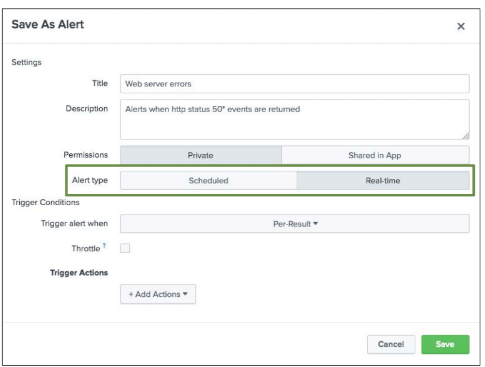 Save As Alert ×
Settings
Title Web server errors
Description Alerts when http status 50* events are returned
Permissions Private Shared in App
Alert type Scheduled Real-time
Trigger Conditions
Trigger alert when Per-Result ▾
Throttle ?
Trigger Actions
+ Add Actions ▾
Cancel Save